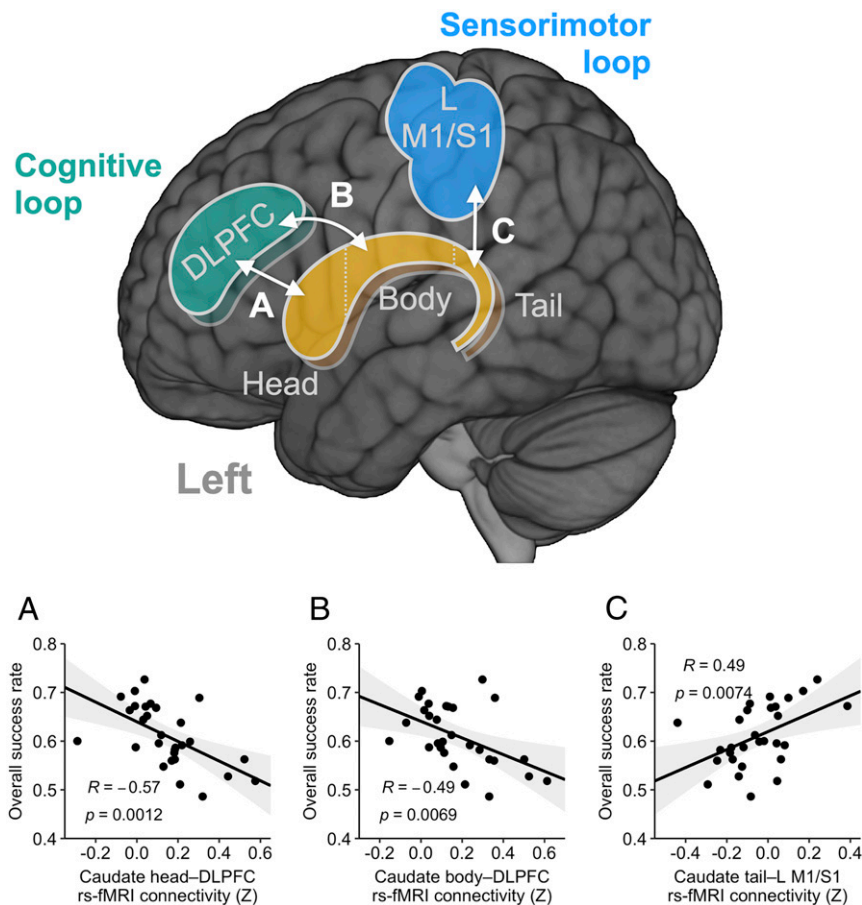 Sensorimotor
loop
L
M1/S1
Cognitive
loop
DLPFC
B
C
A
Body
Tail
Head
Left
A
B
C
Overall success rate
0.8
0.7
0.6
0.5
0.4
R = −0.57
p = 0.0012
-0.2 0.0 0.2 0.4 0.6
Caudate head–DLPFC
rs-fMRI connectivity (Z)
Overall success rate
0.8
0.7
0.6
0.5
0.4
R = −0.49
p = 0.0069
-0.2 0.0 0.2 0.4 0.6
Caudate body–DLPFC
rs-fMRI connectivity (Z)
Overall success rate
0.8
0.7
0.6
0.5
0.4
R = 0.49
p = 0.0074
-0.4 -0.2 0.0 0.2 0.4
Caudate tail–L M1/S1
rs-fMRI connectivity (Z)